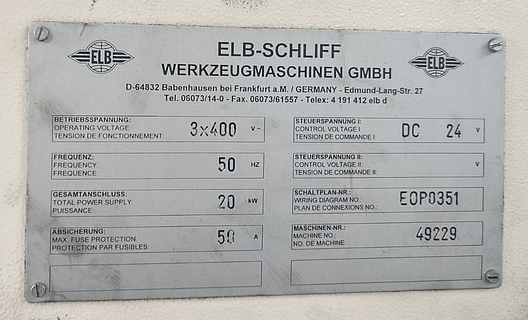 ELB
ELB
ELB-SCHLIFF
WERKZEUGMASCHINEN GMBH
D-64832 Babenhausen bei Frankfurt a.M. / GERMANY - Edmund-Lang-Str. 27
Tel. 06073/14-0 - Fax. 06073/61557 - Telex: 4 191 412 elb d
BETRIEBSSPANNUNG:
OPERATING VOLTAGE 3x400 V~
TENSION DE FONCTIONNEMENT:
FREQUENZ:
FREQUENCY: 50 HZ
FREQUENCE:
GESAMTANSCHLUSS:
TOTAL POWER SUPPLY: 20 kW
PUISSANCE:
ABSICHERUNG:
MAX. FUSE PROTECTION: 50 A
PROTECTION PAR FUSIBLES:
STEUERSPANNUNG I:
CONTROL VOLTAGE I: DC 24 V
TENSION DE COMMANDE I:
STEUERSPANNUNG II:
CONTROL VOLTAGE II: V
TENSION DE COMMANDE II:
SCHALTPLAN-NR.:
WIRING DIAGRAM NO.: EOP0351
PLAN DE CONNEXIONS NO.:
MASCHINEN-NR.:
MACHINE NO.: 49229
NO. DE MACHINE: